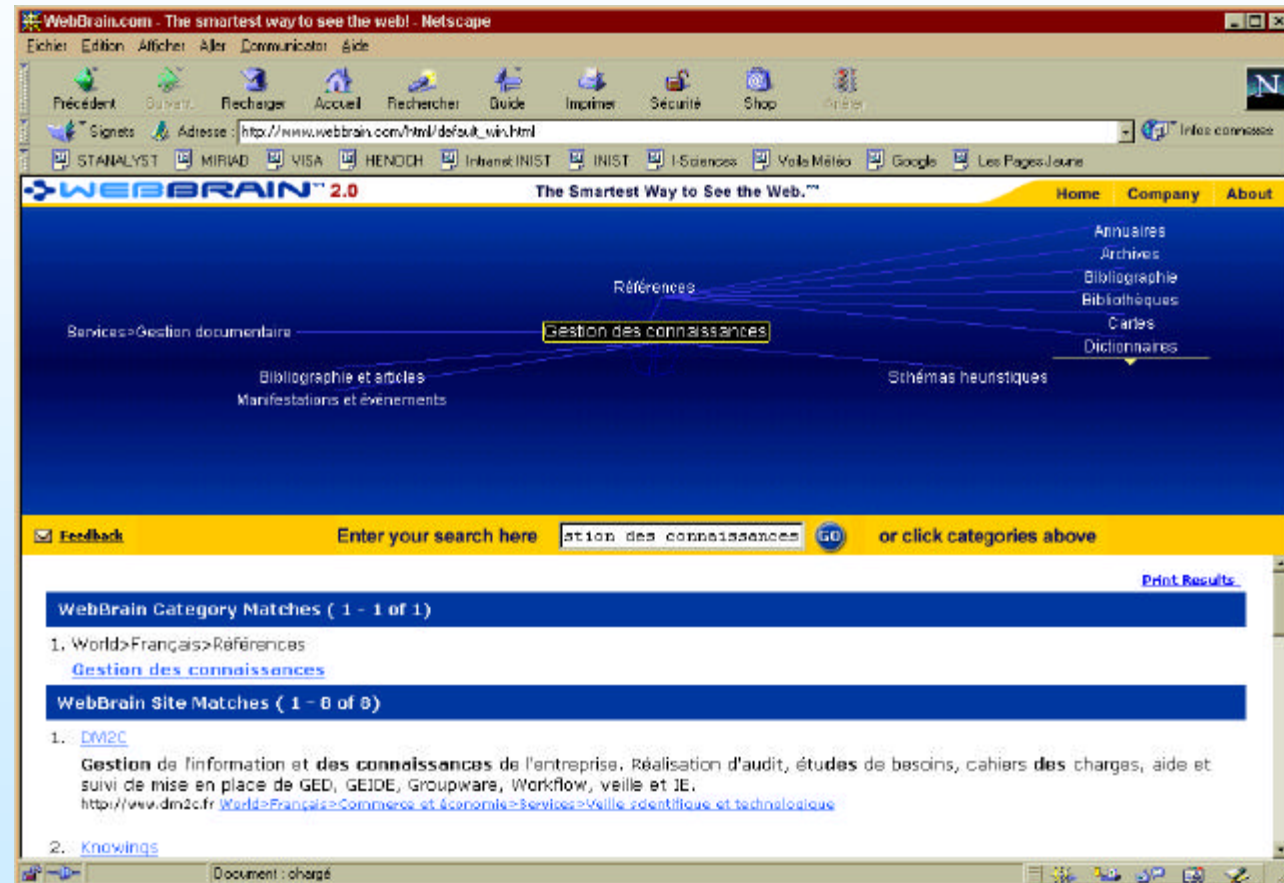 WebBrain.com - The smartest way to see the web! - Netscape
Fichier Edition Afficher Aller Communicator Aide
Précédent Suivant Recharger Accueil Rechercher Guide Imprimer Sécurité Shop Arrêter
Signets Adresse : http://www.webbrain.com/html/default_win.html Infos connexes
STANALYST MIRIAD VISA HENOCH Intranet INIST INIST I-Sciences Voila Météo Google Les Pages Jaune
WEBBRAIN™ 2.0 The Smartest Way to See the Web.™ Home Company About
Annuaires
Archives
Références Bibliographie
Bibliothèques
Services>Gestion documentaire Gestion des connaissances Cartes
Dictionnaires
Bibliographie et articles Schémas heuristiques
Manifestations et événements
Feedback Enter your search here stion des connaissances GO or click categories above
Print Results
WebBrain Category Matches ( 1 - 1 of 1)
1. World>Français>Références
Gestion des connaissances
WebBrain Site Matches ( 1 - 8 of 8)
1. DM2C
Gestion de l'information et des connaissances de l'entreprise. Réalisation d'audit, études de besoins, cahiers des charges, aide et
suivi de mise en place de GED, GEIDE, Groupware, Workflow, veille et IE.
http://www.dm2c.fr World>Français>Commerce et économie>Services>Veille scientifique et technologique
2. Knowings
Document : chargé